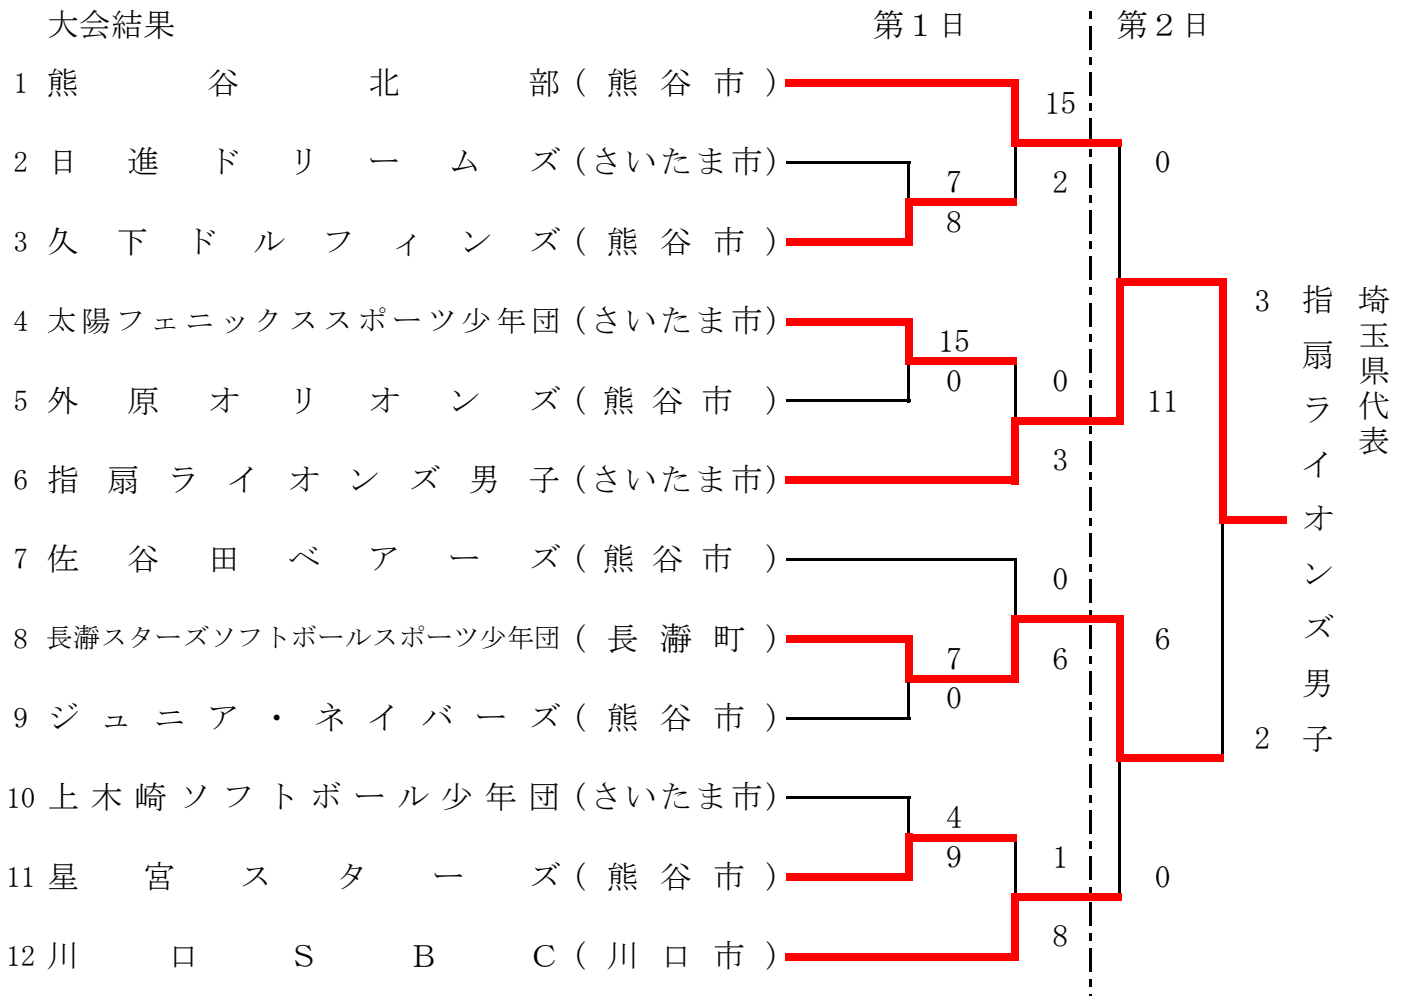 大会結果 第1日 第2日
1 熊谷北部(熊谷市)
15
2 日進ドリームズ(さいたま市)
7 2 0
8
3 久下ドルフィンズ(熊谷市)
4 太陽フェニックススポーツ少年団(さいたま市)
15
0 0
5 外原オリオンズ(熊谷市)
11
6 指扇ライオンズ男子(さいたま市)
3
7 佐谷田ベアーズ(熊谷市)
0
8 長瀞スターズソフトボールスポーツ少年団(長瀞町)
7 6 6
0
9 ジュニア・ネイバーズ(熊谷市)
10 上木崎ソフトボール少年団(さいたま市)
4
9 1
11 星宮スターズ(熊谷市)
0
12 川口SBC(川口市)
8
3
2
指扇ライオンズ男子
埼玉県代表